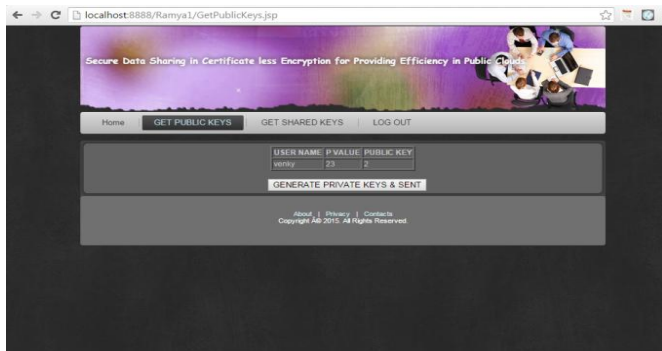 localhost:8888/Ramya1/GetPublicKeys.jsp
Secure Data Sharing in Certificate less Encryption for Providing Efficiency in Public Clouds
Home | GET PUBLIC KEYS | GET SHARED KEYS | LOG OUT
USER NAME P VALUE PUBLIC KEY
venky 23 2
GENERATE PRIVATE KEYS & SENT
About | Privacy | Contacts
Copyright Â© 2015. All Rights Reserved.